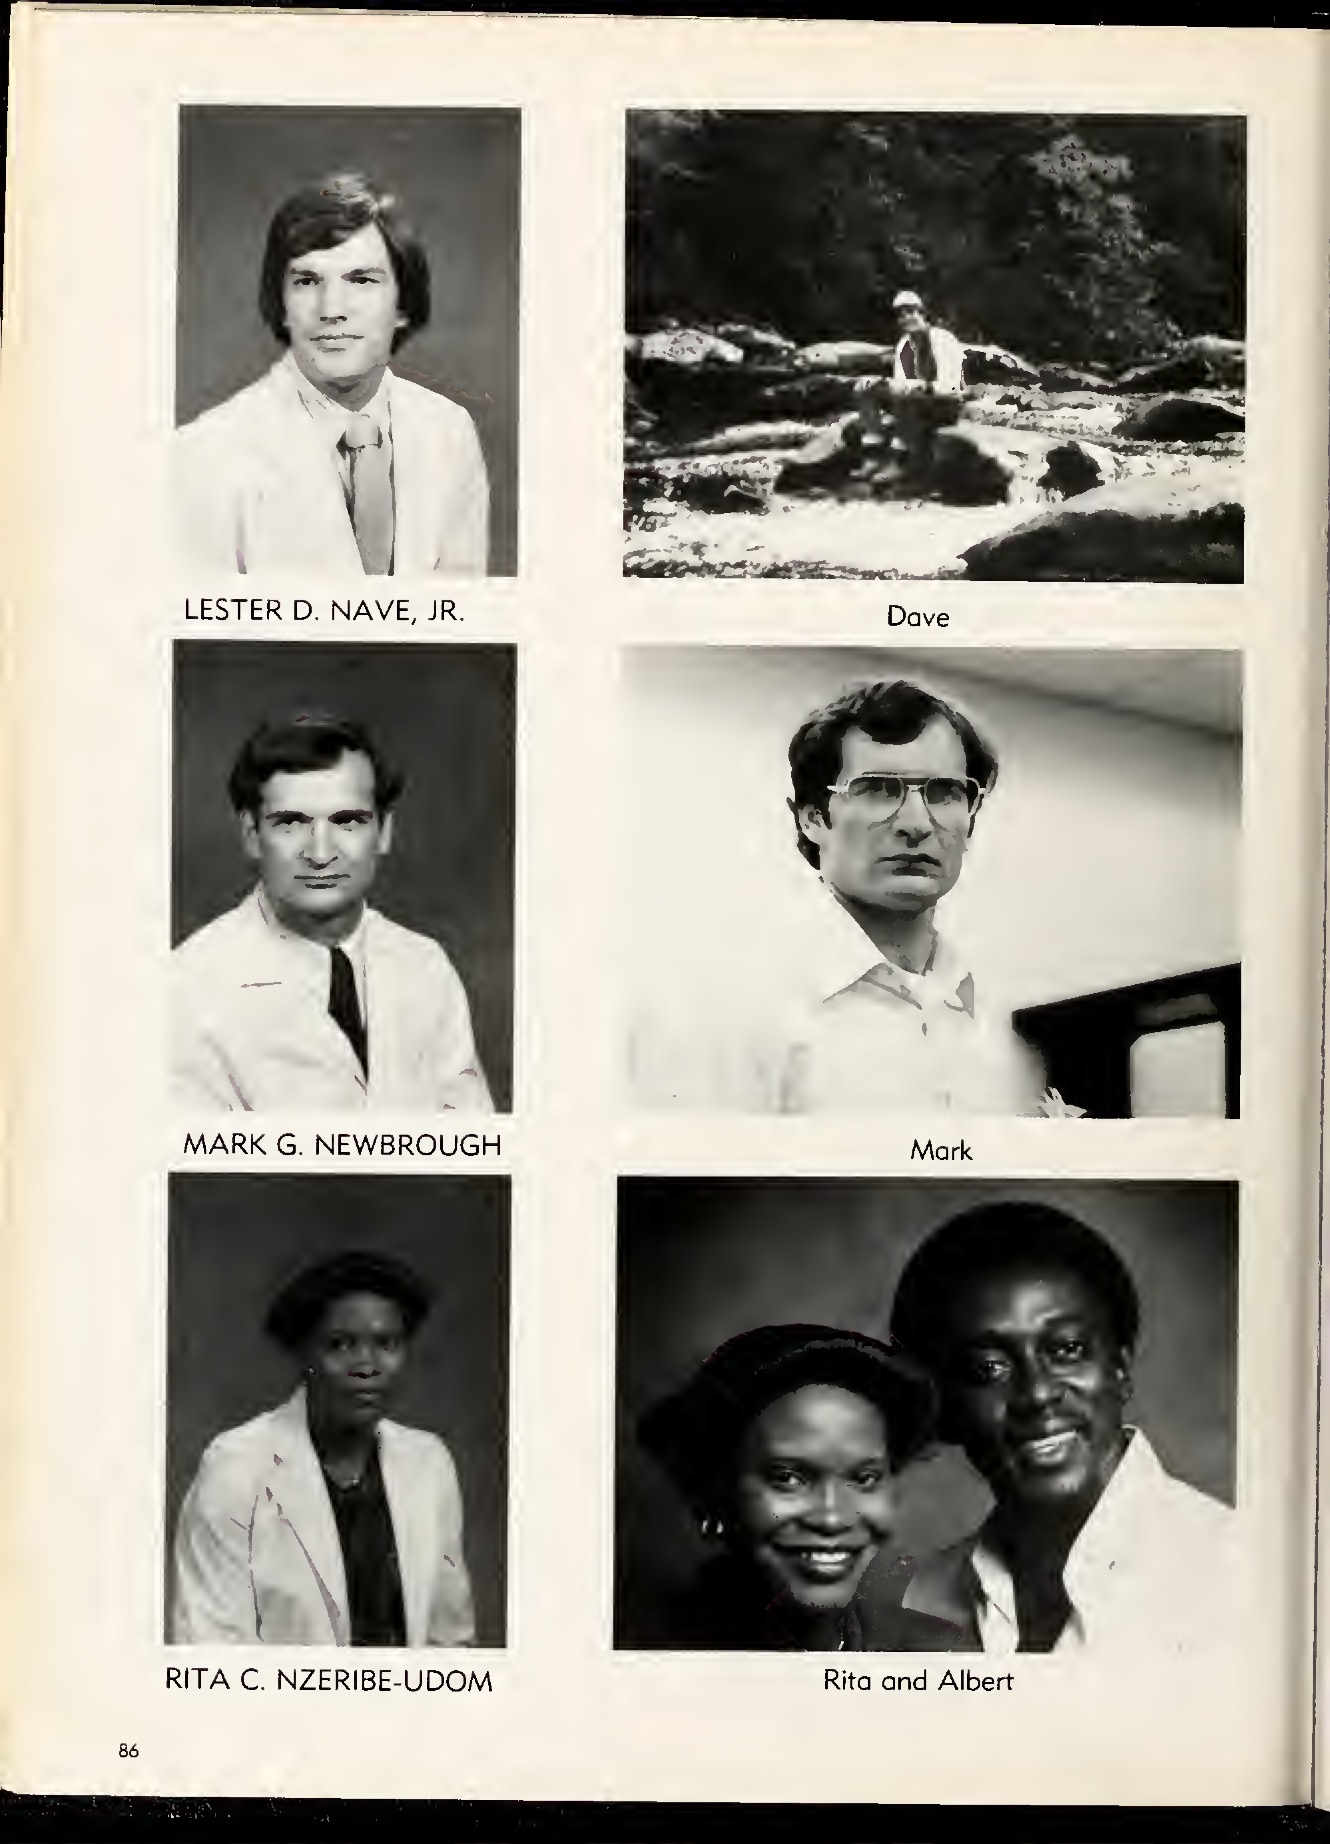 LESTER D. NAVE, JR.
Dave
MARK G. NEWBROUGH
Mark
RITA C. NZERIBE-UDOM
Rita and Albert
86